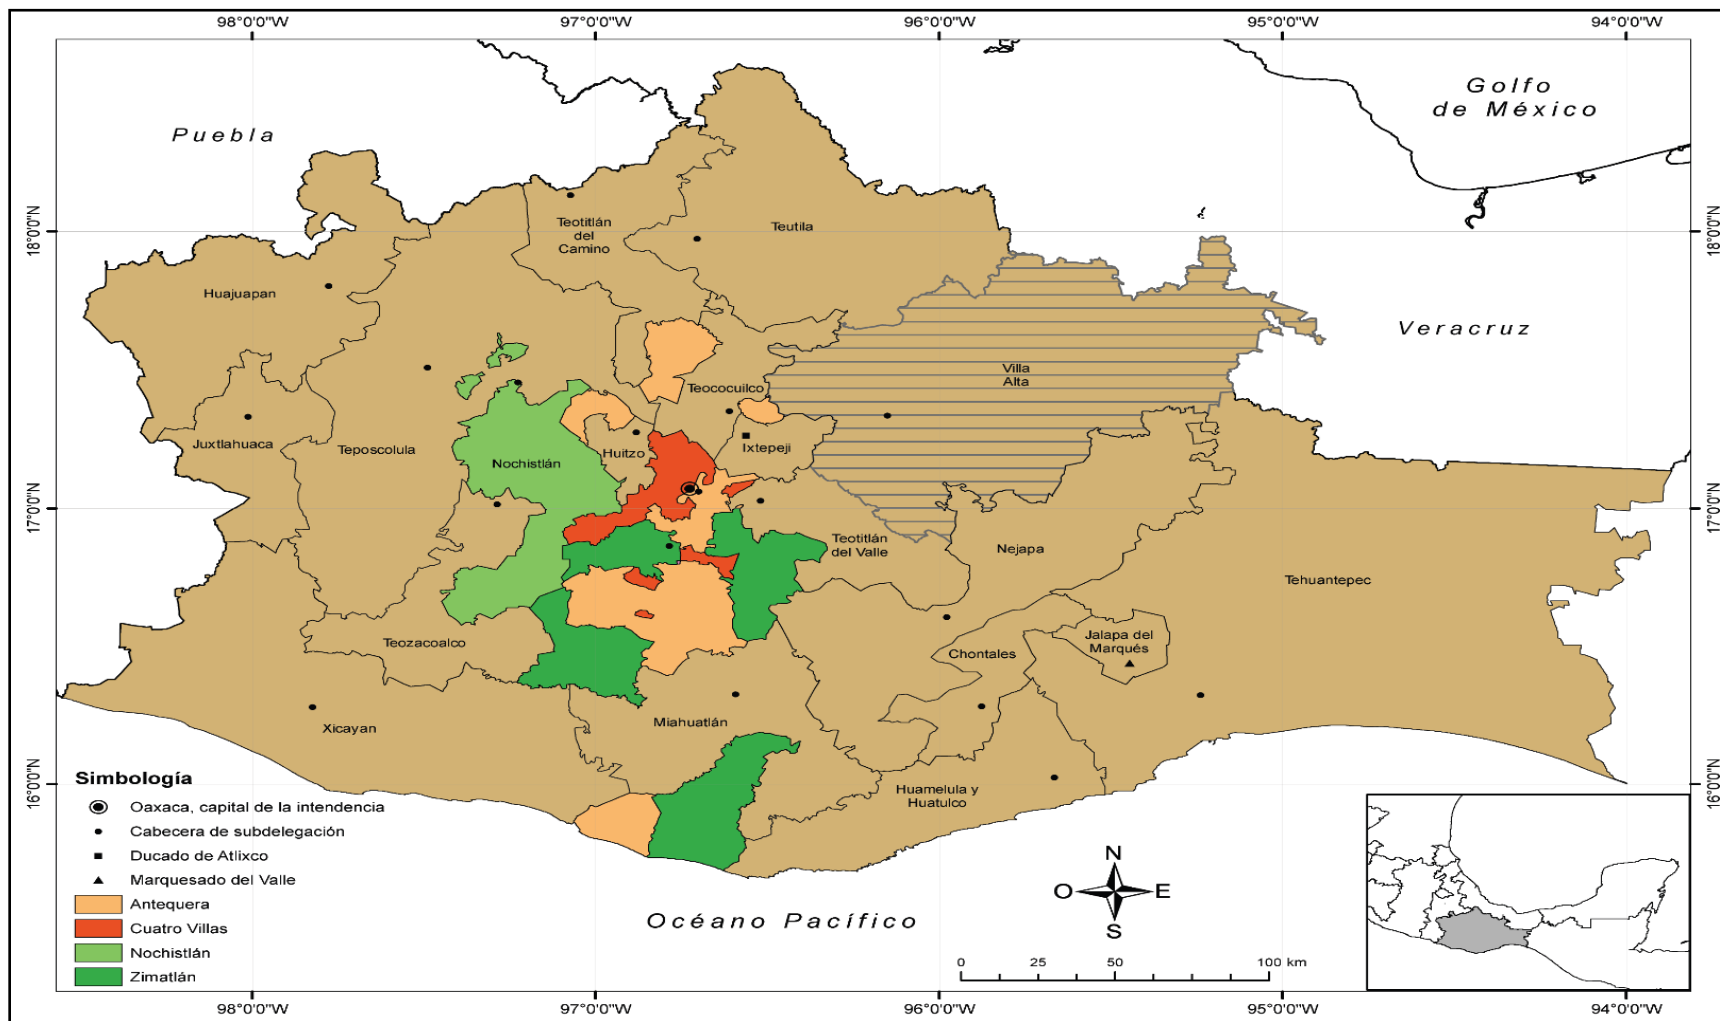 98°0'0"W
97°0'0"W
96°0'0"W
95°0'0"W
94°0'0"W
Golfo
de México
Puebla
18°0'0"N
18°0'0"N
Teotitlán
del
Camino
Teutila
Huajuapan
Veracruz
Villa
Alta
Teococuilco
Juxtlahuaca
Teposcolula
Nochistlán
Huitzo
Ixtepeji
17°0'0"N
17°0'0"N
Teotitlán
del Valle
Nejapa
Tehuantepec
Teozacoalco
Chontales
Jalapa del
Marqués
Xicayan
Miahuatlán
16°0'0"N
16°0'0"N
Huamelula y
Huatulco
Simbología
Oaxaca, capital de la intendencia
Cabecera de subdelegación
Ducado de Atlixco
Marquesado del Valle
Antequera
Cuatro Villas
Nochistlán
Zimatlán
Océano Pacífico
N
O
E
S
0 25 50 100 km
98°0'0"W
97°0'0"W
96°0'0"W
95°0'0"W
94°0'0"W